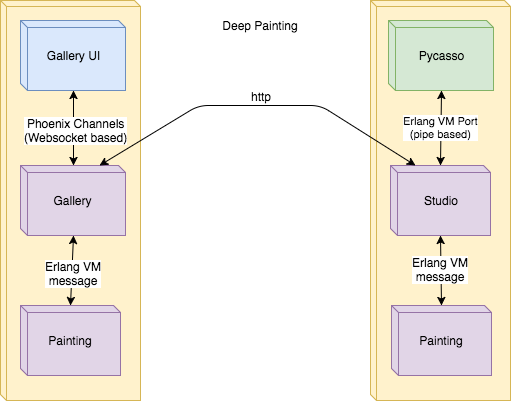 Deep Painting
Gallery UI
Phoenix Channels
(Websocket based)
Gallery
Erlang VM
message
Painting
http
Pycasso
Erlang VM Port
(pipe based)
Studio
Erlang VM
message
Painting